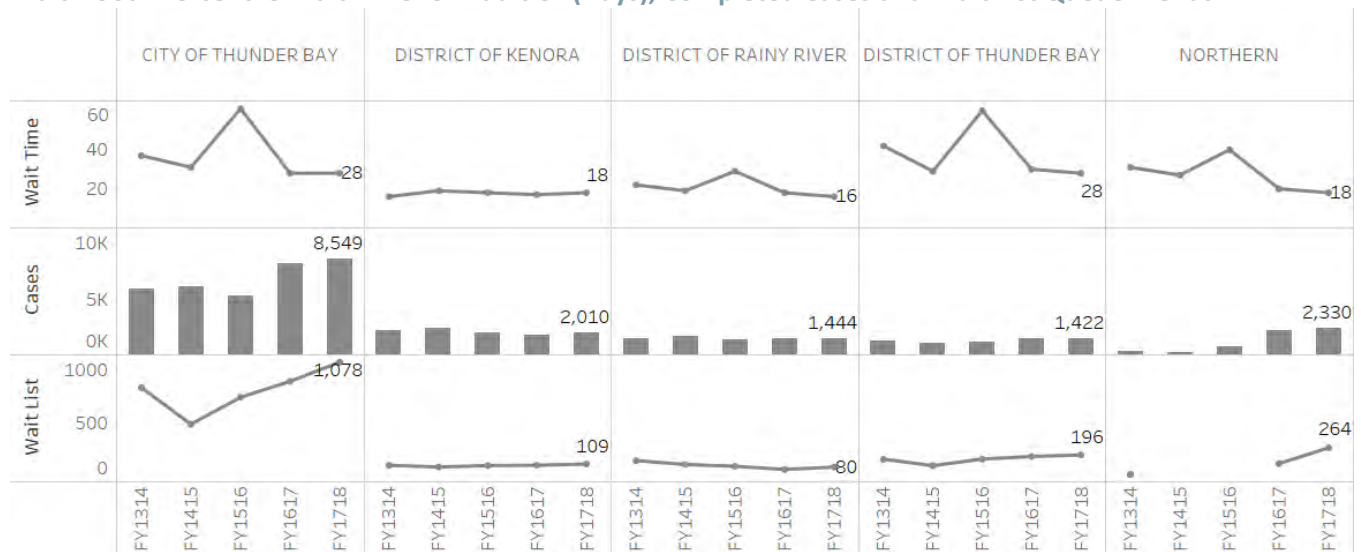 CITY OF THUNDER BAY DISTRICT OF KENORA DISTRICT OF RAINY RIVER DISTRICT OF THUNDER BAY NORTHERN
Wait Time
60
40
20
28 18 16 28 18
Cases
10K
5K
0K
8,549 2,010 1,444 1,422 2,330
Wait List
1000
500
0
1,078 109 80 196 264
FY1314 FY1415 FY1516 FY1617 FY1718 FY1314 FY1415 FY1516 FY1617 FY1718 FY1314 FY1415 FY1516 FY1617 FY1718 FY1314 FY1415 FY1516 FY1617 FY1718 FY1314 FY1415 FY1516 FY1617 FY1718